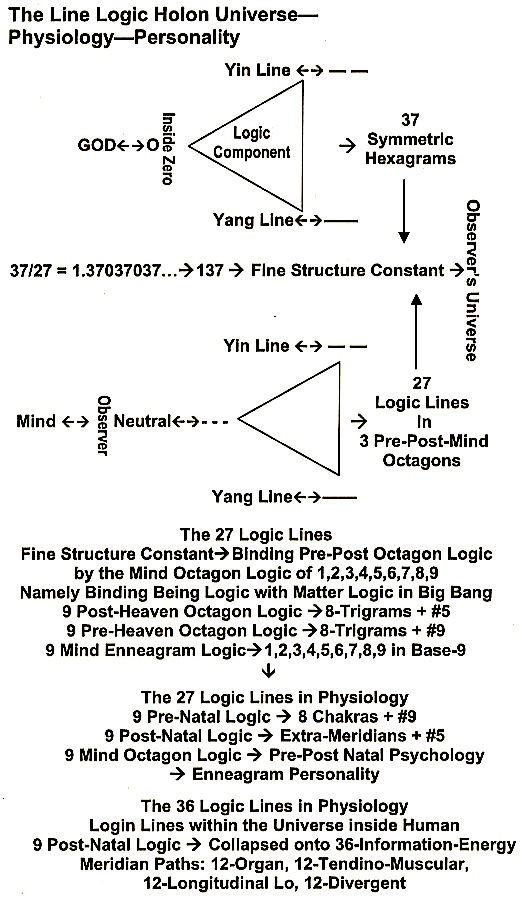 The Line Logic Holon Universe—
Physiology—Personality
Yin Line ↔ — —
GOD↔O
Inside Zero
Logic
Component
→
37
Symmetric
Hexagrams
Yang Line↔ —
37/27 = 1.37037037...→137 → Fine Structure Constant →
Observer's Universe
Yin Line ↔ — —
Mind ↔
Observer
Neutral↔ - - -
→
27
Logic Lines
In
3 Pre-Post-Mind
Octagons
Yang Line↔ —
The 27 Logic Lines
Fine Structure Constant→Binding Pre-Post Octagon Logic
by the Mind Octagon Logic of 1,2,3,4,5,6,7,8,9
Namely Binding Being Logic with Matter Logic in Big Bang
9 Post-Heaven Octagon Logic →8-Trigrams + #5
9 Pre-Heaven Octagon Logic →8-Trigrams + #9
9 Mind Enneagram Logic→1,2,3,4,5,6,7,8,9 in Base-9
↓
The 27 Logic Lines in Physiology
9 Pre-Natal Logic → 8 Chakras + #9
9 Post-Natal Logic → Extra-Meridians + #5
9 Mind Octagon Logic → Pre-Post Natal Psychology
→ Enneagram Personality
The 36 Logic Lines in Physiology
Login Lines within the Universe inside Human
9 Post-Natal Logic → Collapsed onto 36-Information-Energy
Meridian Paths: 12-Organ, 12-Tendino-Muscular,
12-Longitudinal Lo, 12-Divergent